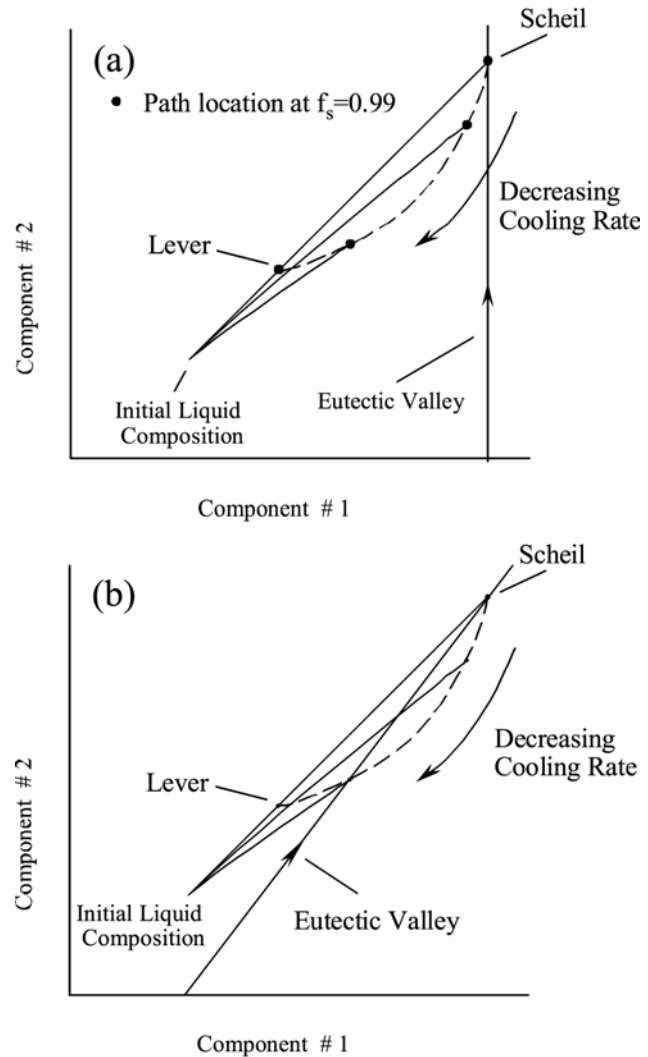 Scheil
(a)
• Path location at fs=0.99
Decreasing
Cooling Rate
Lever
Component # 2
Initial Liquid
Composition
Eutectic Valley
Component # 1
Scheil
(b)
Decreasing
Cooling Rate
Lever
Component # 2
Initial Liquid
Composition
Eutectic Valley
Component # 1